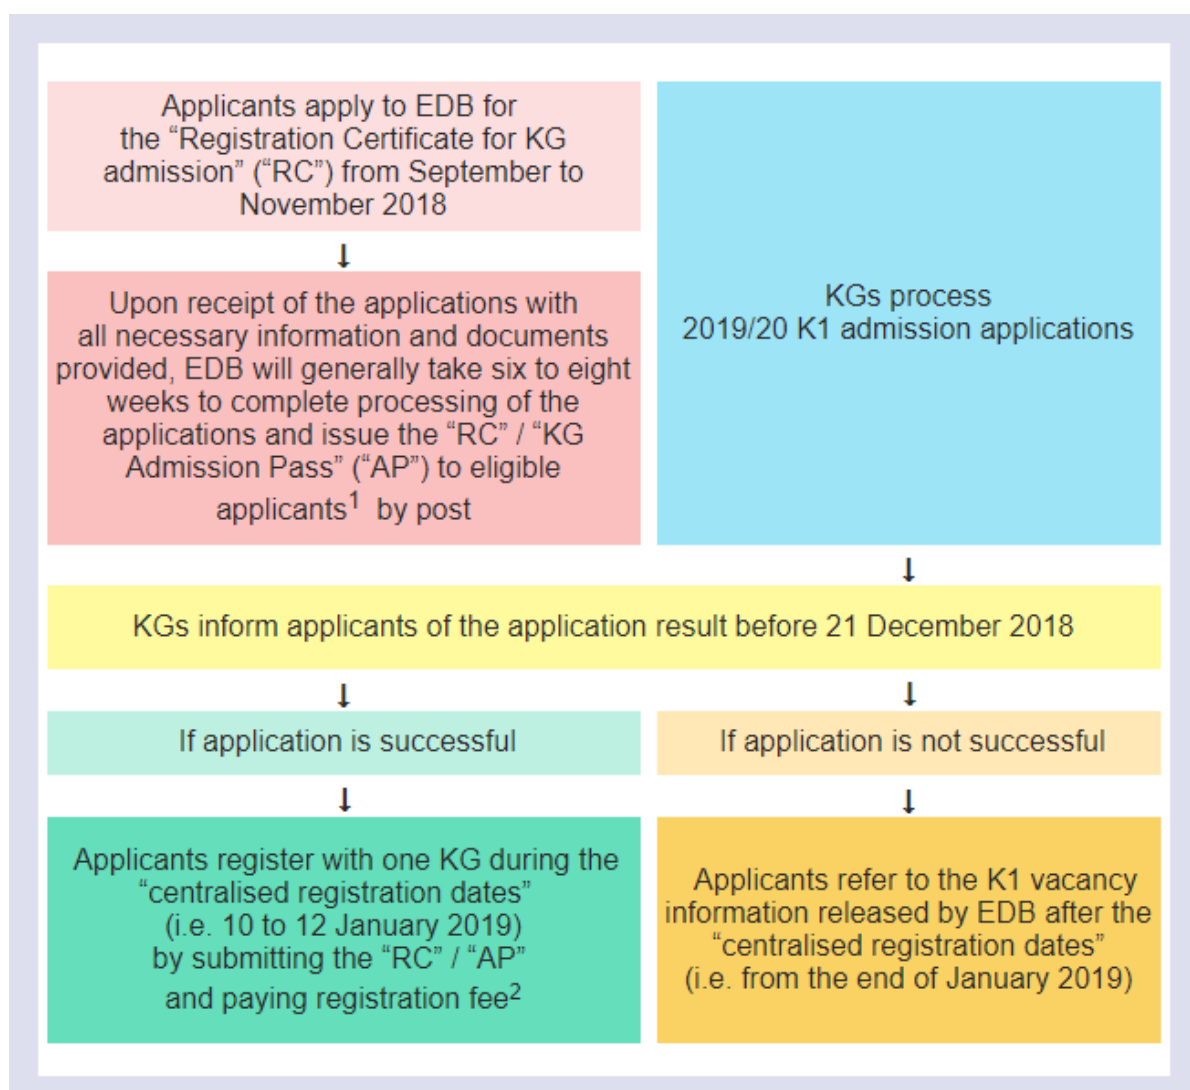 Applicants apply to EDB for
the “Registration Certificate for KG
admission” (“RC”) from September to
November 2018
↓
Upon receipt of the applications with
all necessary information and documents
provided, EDB will generally take six to eight
weeks to complete processing of the
applications and issue the “RC” / “KG
Admission Pass” (“AP”) to eligible
applicants1 by post
KGs process
2019/20 K1 admission applications
↓
KGs inform applicants of the application result before 21 December 2018
↓
If application is successful
↓
Applicants register with one KG during the
“centralised registration dates”
(i.e. 10 to 12 January 2019)
by submitting the “RC” / “AP”
and paying registration fee2
↓
If application is not successful
↓
Applicants refer to the K1 vacancy
information released by EDB after the
“centralised registration dates”
(i.e. from the end of January 2019)